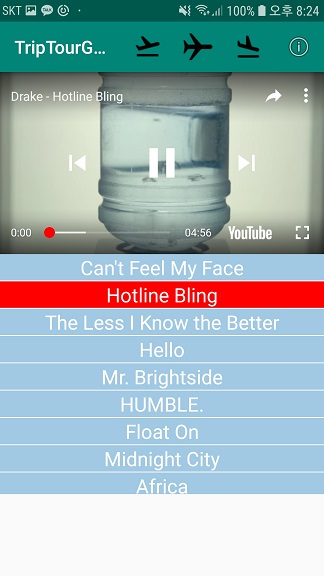 SKT 100% 오후 8:24
TripTourG...
Drake - Hotline Bling
0:00 04:56 YouTube
Can't Feel My Face
Hotline Bling
The Less I Know the Better
Hello
Mr. Brightside
HUMBLE.
Float On
Midnight City
Africa